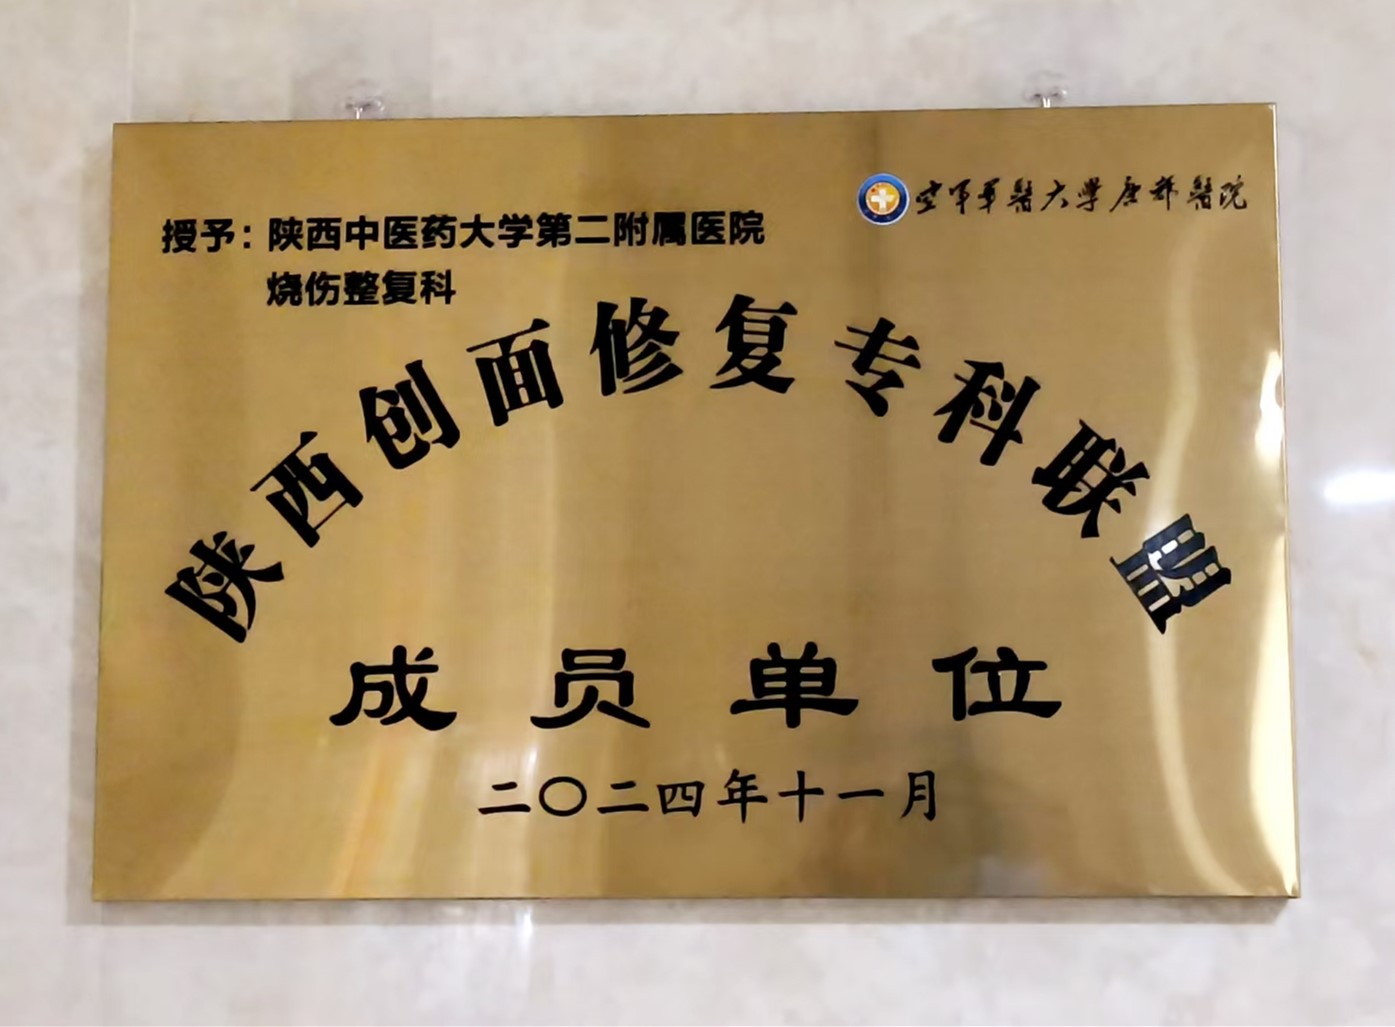 空军军醫大学唐都醫院
授予：陕西中医药大学第二附属医院
烧伤整复科
陕西创面修复专科联盟
成员单位
二〇二四年十一月